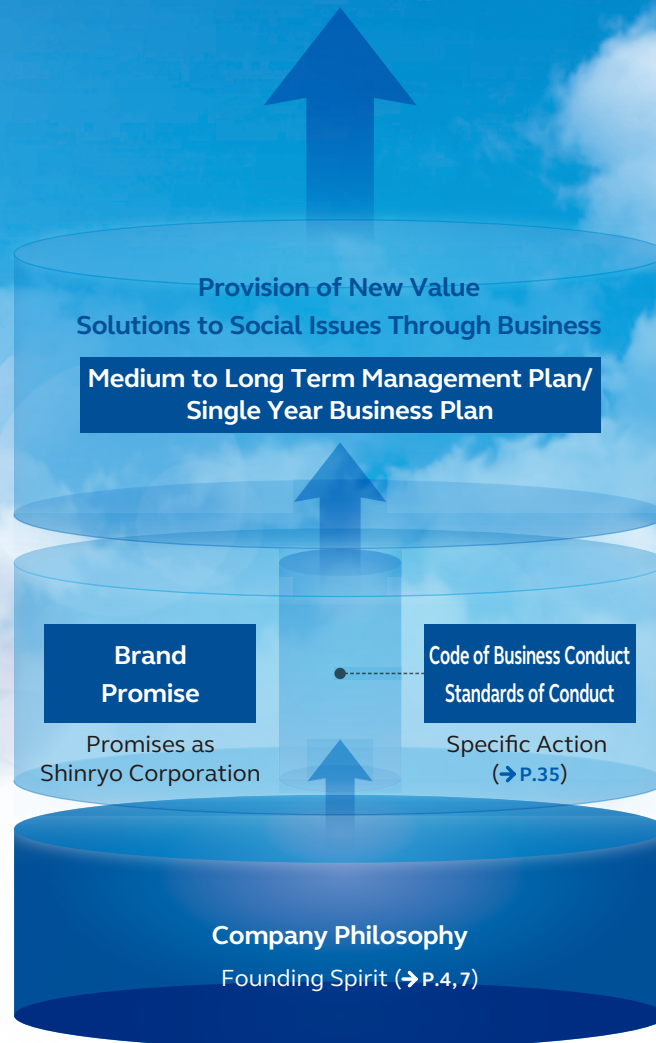 Provision of New Value
Solutions to Social Issues Through Business
Medium to Long Term Management Plan/
Single Year Business Plan
Brand
Promise
Promises as
Shinryo Corporation
Code of Business Conduct
Standards of Conduct
Specific Action
(→P.35)
Company Philosophy
Founding Spirit (→P.4,7)